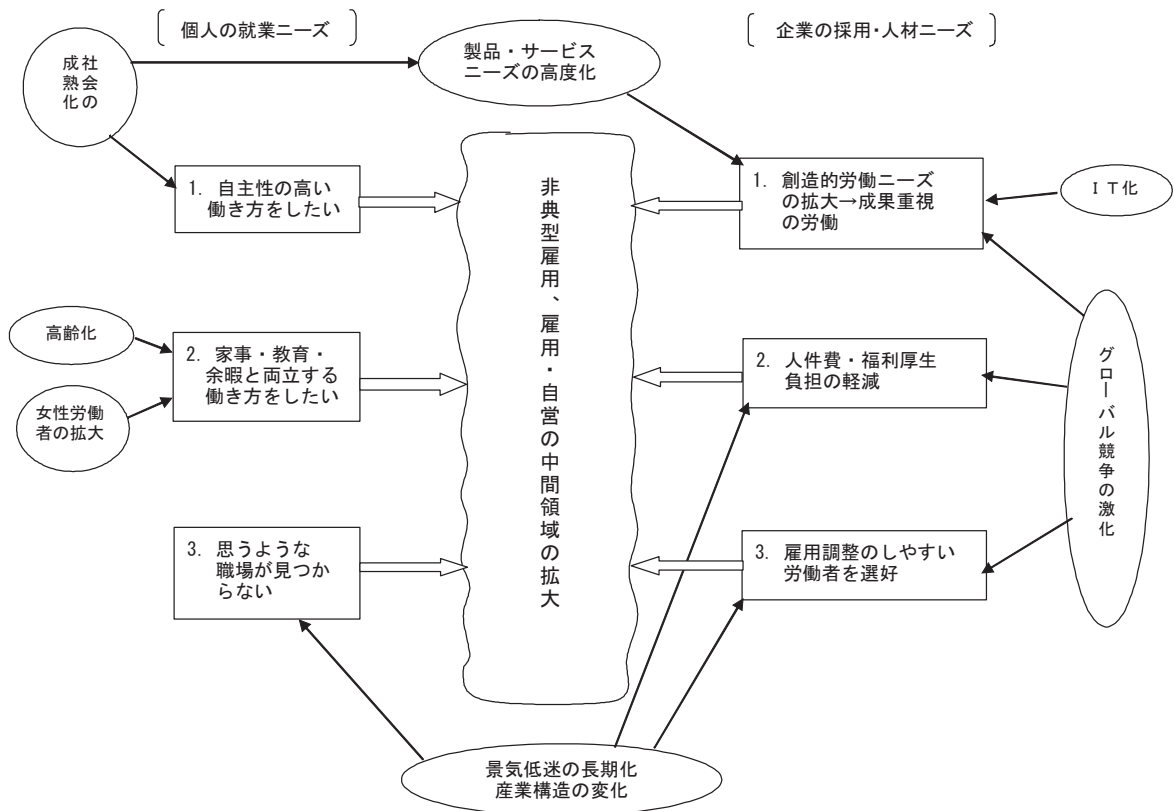 個人の就業ニーズ
企業の採用・人材ニーズ
社会の
成熟化
製品・サービス
ニーズの高度化
1. 自主性の高い
働き方をしたい
非典型雇用、雇用・自営の中間領域の拡大
1. 創造的労働ニーズ
の拡大→成果重視
の労働
IT化
高齢化
女性労働
者の拡大
2. 家事・教育・
余暇と両立する
働き方をしたい
2. 人件費・福利厚生
負担の軽減
グローバル競争の激化
3. 思うような
職場が見つか
らない
3. 雇用調整のしやすい
労働者を選好
景気低迷の長期化
産業構造の変化